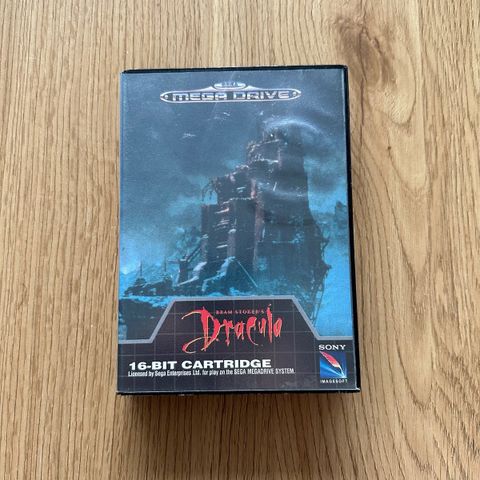 SEGA
MEGA DRIVE
BRAM STOKER'S
Dracula
16-BIT CARTRIDGE
Licensed by Sega Enterprises Ltd. for play on the SEGA MEGADRIVE SYSTEM.
SONY
IMAGESOFT